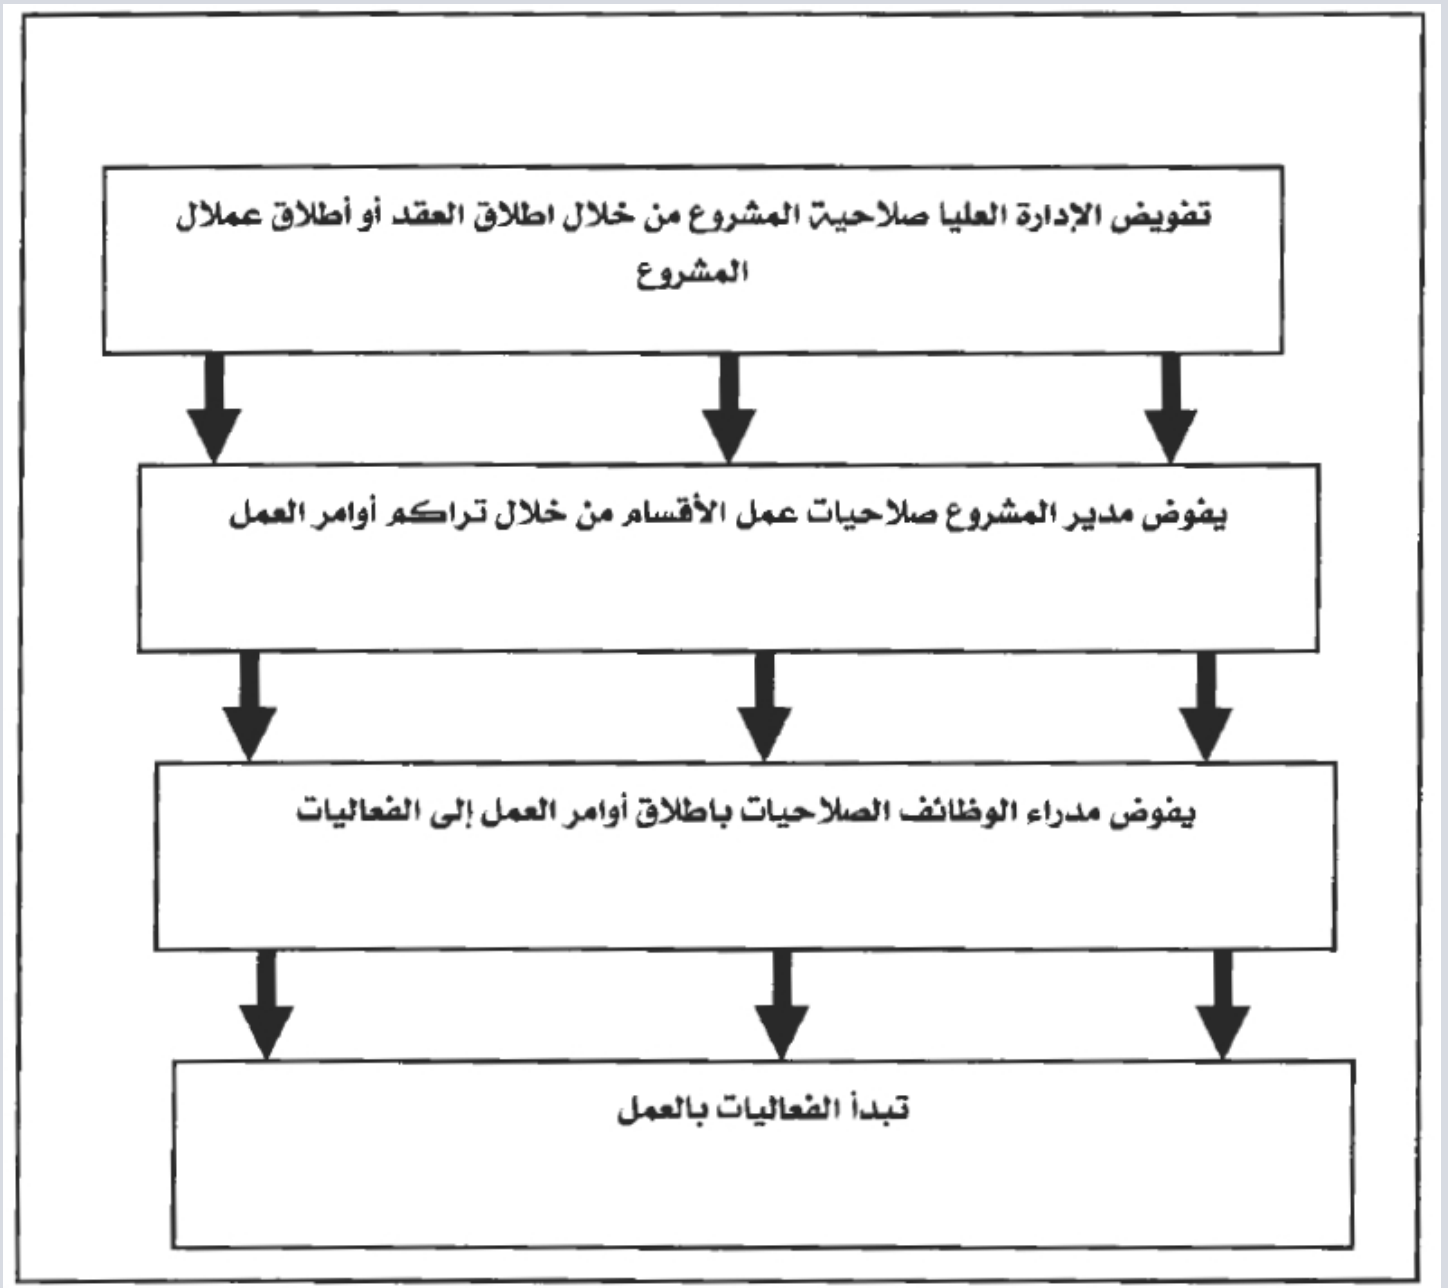 تفويض الإدارة العليا صلاحية المشروع من خلال اطلاق العقد أو أطلاق عملال
المشروع
يفوض مدير المشروع صلاحيات عمل الأقسام من خلال تراكم أوامر العمل
يفوض مدراء الوظائف الصلاحيات باطلاق أوامر العمل إلى الفعاليات
تبدأ الفعاليات بالعمل